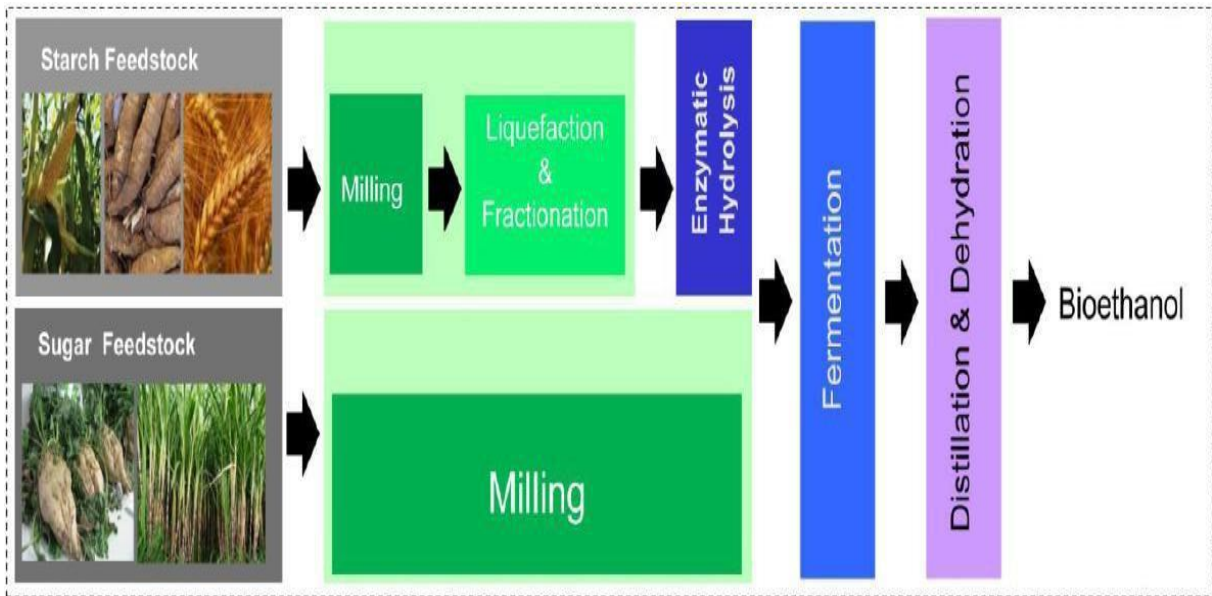 Starch Feedstock
Milling
Liquefaction
&
Fractionation
Enzymatic
Hydrolysis
Sugar Feedstock
Milling
Fermentation
Distillation & Dehydration
Bioethanol